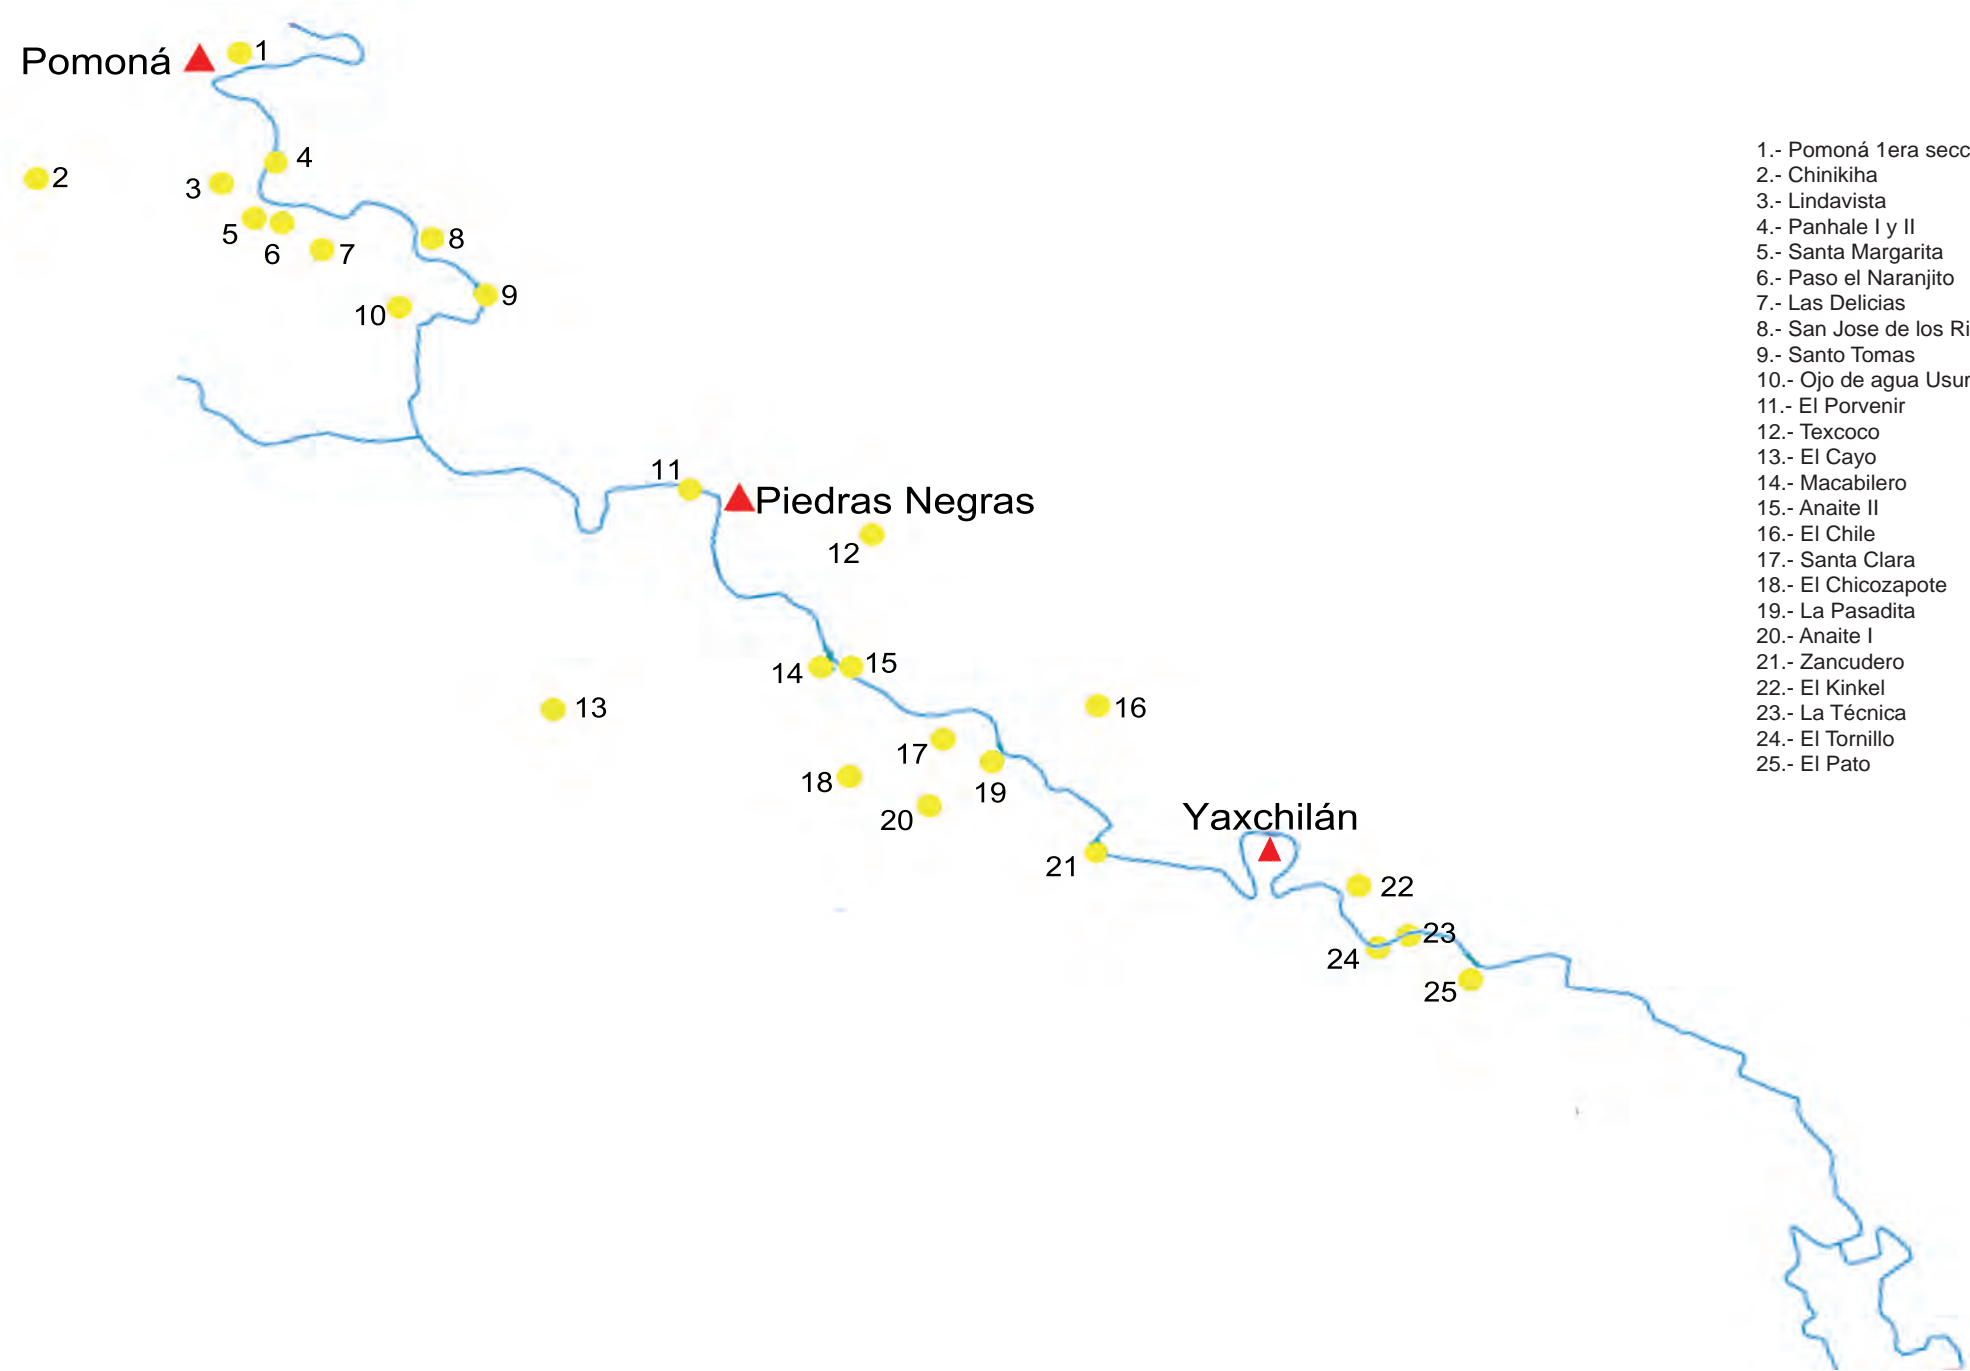 Pomoná
1
2
3
4
5
6
7
8
9
10
11
Piedras Negras
12
13
14
15
16
17
18
19
20
21
Yaxchilán
22
23
24
25
1.- Pomoná 1era secc
2.- Chinikiha
3.- Lindavista
4.- Panhale I y II
5.- Santa Margarita
6.- Paso el Naranjito
7.- Las Delicias
8.- San Jose de los Ri
9.- Santo Tomas
10.- Ojo de agua Usur
11.- El Porvenir
12.- Texcoco
13.- El Cayo
14.- Macabilero
15.- Anaite II
16.- El Chile
17.- Santa Clara
18.- El Chicozapote
19.- La Pasadita
20.- Anaite I
21.- Zancudero
22.- El Kinkel
23.- La Técnica
24.- El Tornillo
25.- El Pato